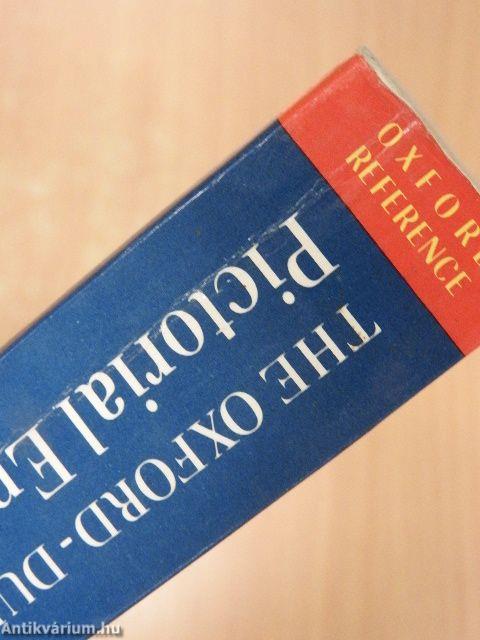 OXFORD
REFERENCE
THE OXFORD-DU
Pictorial En
Antikvárium.hu